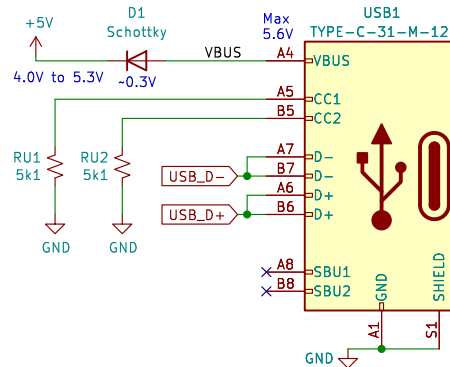 USB1
TYPE-C-31-M-12
Max
5.6V
D1
Schottky
+5V
VBUS
A4
VBUS
4.0V to 5.3V
~0.3V
A5
CC1
B5
CC2
RU1
5k1
RU2
5k1
A7
D-
USB_D-
B7
D-
A6
D+
USB_D+
B6
D+
GND
GND
A8
SBU1
B8
SBU2
GND
SHIELD
A1
S1
GND